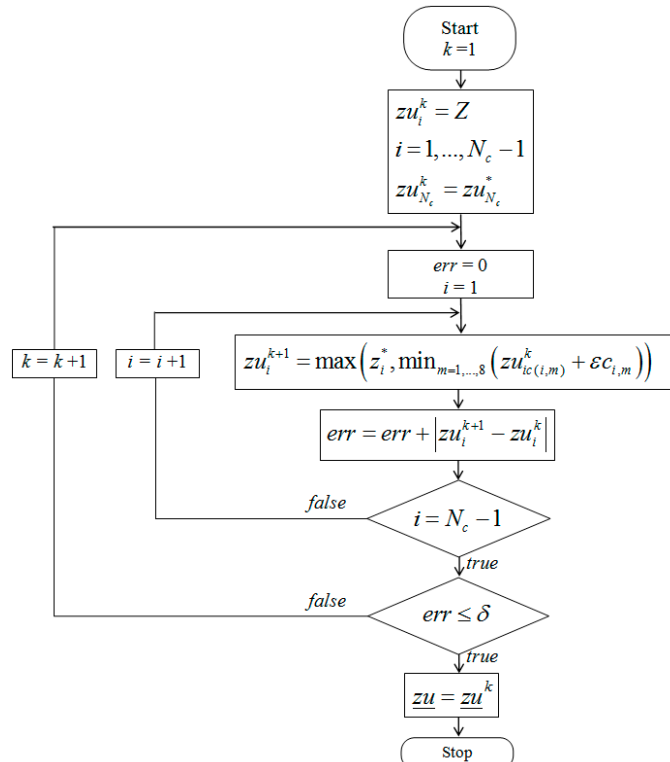 Start
k =1
zu_i^k = Z
i = 1,..., N_c − 1
zu_{N_c}^k = zu_{N_c}^*
err = 0
i = 1
k = k +1
i = i +1
zu_i^{k+1} = max(z_i^*, min_{m=1,...,8}(zu_{ic(i,m)}^k + εc_{i,m}))
err = err + |zu_i^{k+1} − zu_i^k|
false
i = N_c − 1
true
false
err ≤ δ
true
zu = zu^k
Stop